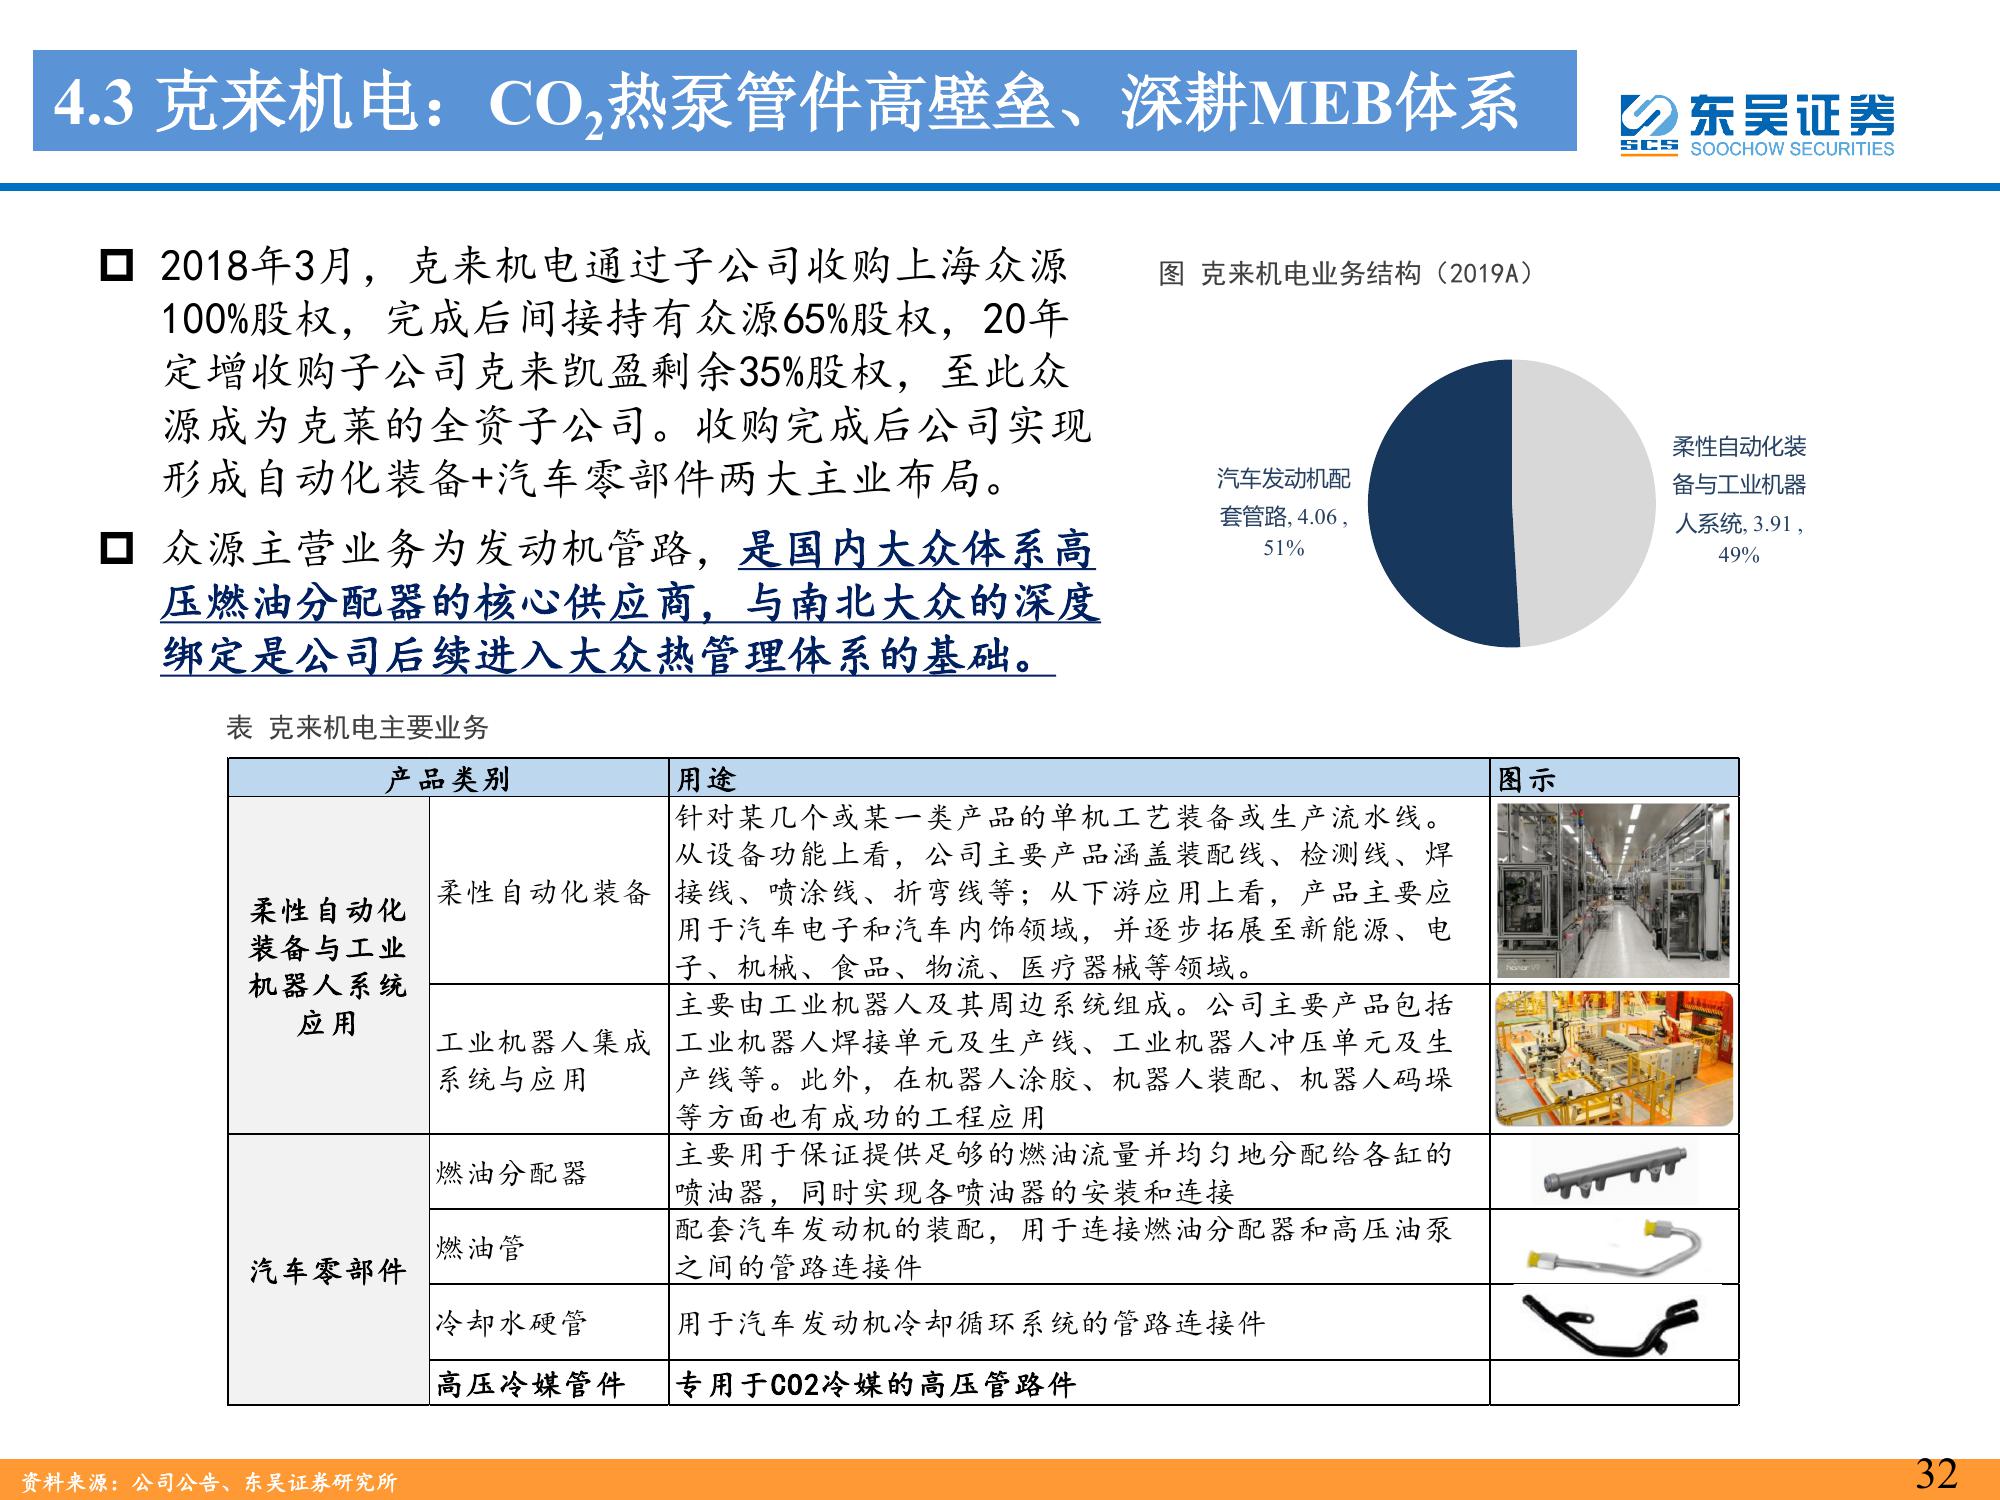 4.3 克来机电：CO2热泵管件高壁垒、深耕MEB体系
东吴证券
SCS SOOCHOW SECURITIES
2018年3月，克来机电通过子公司收购上海众源
100%股权，完成后间接持有众源65%股权，20年
定增收购子公司克来凯盈剩余35%股权，至此众
源成为克莱的全资子公司。收购完成后公司实现
形成自动化装备+汽车零部件两大主业布局。
众源主营业务为发动机管路，是国内大众体系高
压燃油分配器的核心供应商，与南北大众的深度
绑定是公司后续进入大众热管理体系的基础。
图 克来机电业务结构（2019A）
汽车发动机配
套管路, 4.06 ,
51%
柔性自动化装
备与工业机器
人系统, 3.91 ,
49%
表 克来机电主要业务
产品类别 用途 图示
柔性自动化
装备与工业
机器人系统
应用
柔性自动化装备
针对某几个或某一类产品的单机工艺装备或生产流水线。
从设备功能上看，公司主要产品涵盖装配线、检测线、焊
接线、喷涂线、折弯线等；从下游应用上看，产品主要应
用于汽车电子和汽车内饰领域，并逐步拓展至新能源、电
子、机械、食品、物流、医疗器械等领域。
工业机器人集成
系统与应用
主要由工业机器人及其周边系统组成。公司主要产品包括
工业机器人焊接单元及生产线、工业机器人冲压单元及生
产线等。此外，在机器人涂胶、机器人装配、机器人码垛
等方面也有成功的工程应用
汽车零部件
燃油分配器
主要用于保证提供足够的燃油流量并均匀地分配给各缸的
喷油器，同时实现各喷油器的安装和连接
燃油管
配套汽车发动机的装配，用于连接燃油分配器和高压油泵
之间的管路连接件
冷却水硬管
用于汽车发动机冷却循环系统的管路连接件
高压冷媒管件
专用于CO2冷媒的高压管路件
资料来源：公司公告、东吴证券研究所
32